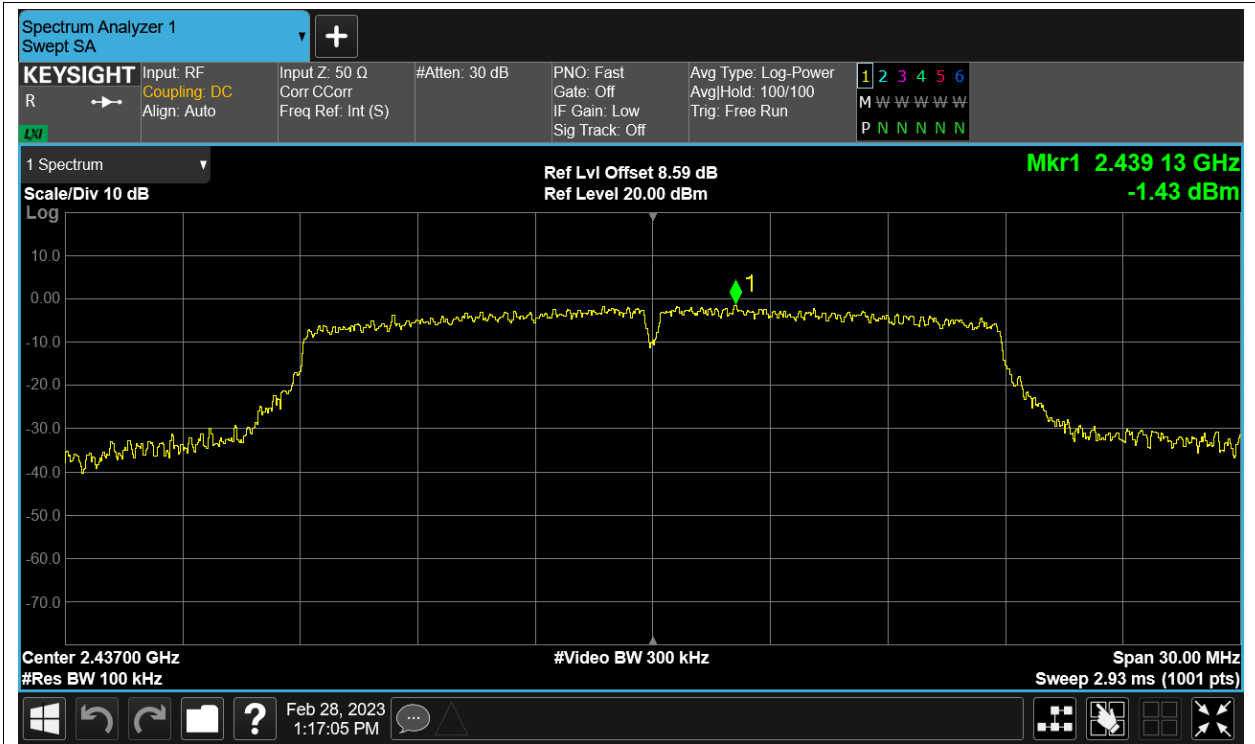 Spectrum Analyzer 1
Swept SA
KEYSIGHT
R
LXI
Input: RF
Coupling: DC
Align: Auto
Input Z: 50 Ω
Corr CCorr
Freq Ref: Int (S)
#Atten: 30 dB
PNO: Fast
Gate: Off
IF Gain: Low
Sig Track: Off
Avg Type: Log-Power
Avg|Hold: 100/100
Trig: Free Run
1 2 3 4 5 6
M W W W W W
P N N N N N
1 Spectrum
Scale/Div 10 dB
Log
Ref Lvl Offset 8.59 dB
Ref Level 20.00 dBm
Mkr1 2.439 13 GHz
-1.43 dBm
1
10.0
0.00
-10.0
-20.0
-30.0
-40.0
-50.0
-60.0
-70.0
Center 2.43700 GHz
#Video BW 300 kHz
Span 30.00 MHz
#Res BW 100 kHz
Sweep 2.93 ms (1001 pts)
?
Feb 28, 2023
1:17:05 PM